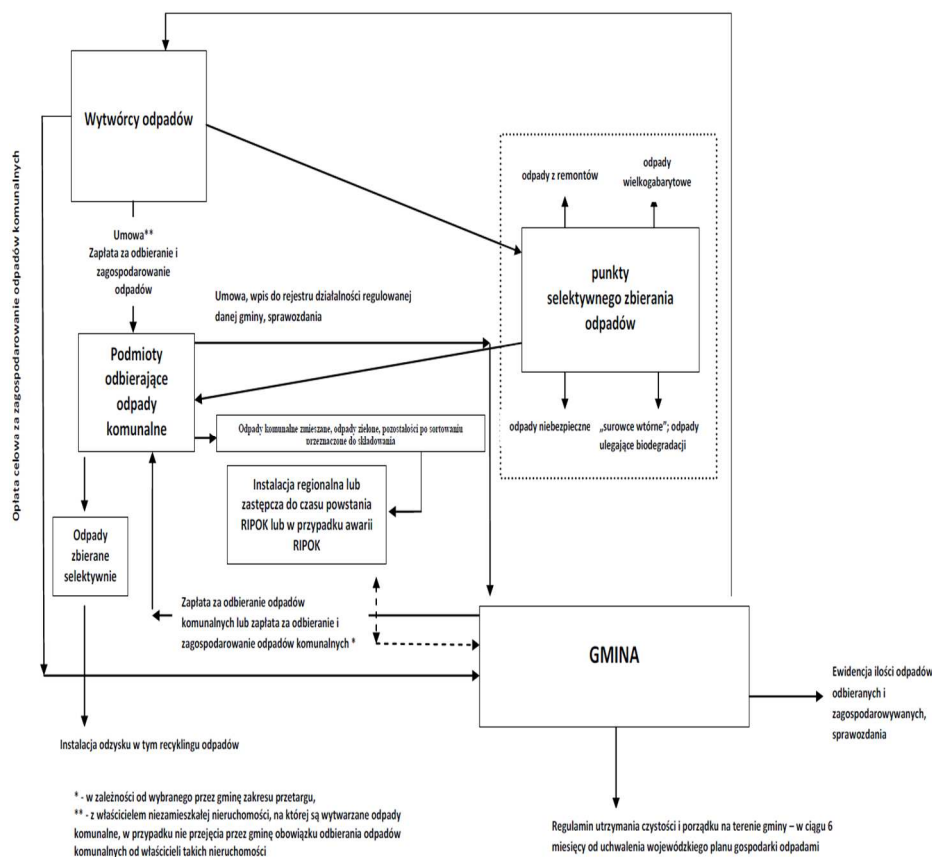 Wytwórcy odpadów
Opłata celowa za zagospodarowanie odpadów komunalnych
odpady z remontów
odpady
wielkogabarytowe
punkty
selektywnego zbierania
odpadów
odpady niebezpieczne
„surowce wtórne”; odpady
ulegające biodegradacji
Umowa**
Zapłata za odbieranie i
zagospodarowanie
odpadów
Umowa, wpis do rejestru działalności regulowanej
danej gminy, sprawozdania
Podmioty
odbierające
odpady
komunalne
Odpady komunalne zmieszane, odpady zielone, pozostałości po sortowaniu
przeznaczone do składowania
Instalacja regionalna lub
zastępcza do czasu powstania
RIPOK lub w przypadku awarii
RIPOK
Odpady
zbierane
selektywnie
Zapłata za odbieranie odpadów
komunalnych lub zapłata za odbieranie i
zagospodarowanie odpadów komunalnych *
GMINA
Ewidencja ilości odpadów
odbieranych i
zagospodarowywanych,
sprawozdania
Instalacja odzysku w tym recyklingu odpadów
* - w zależności od wybranego przez gminę zakresu przetargu,
** - z właścicielem niezamieszkałej nieruchomości, na której są wytwarzane odpady
komunalne, w przypadku nie przejęcia przez gminę obowiązku odbierania odpadów
komunalnych od właścicieli takich nieruchomości
Regulamin utrzymania czystości i porządku na terenie gminy – w ciągu 6
miesięcy od uchwalenia wojewódzkiego planu gospodarki odpadami